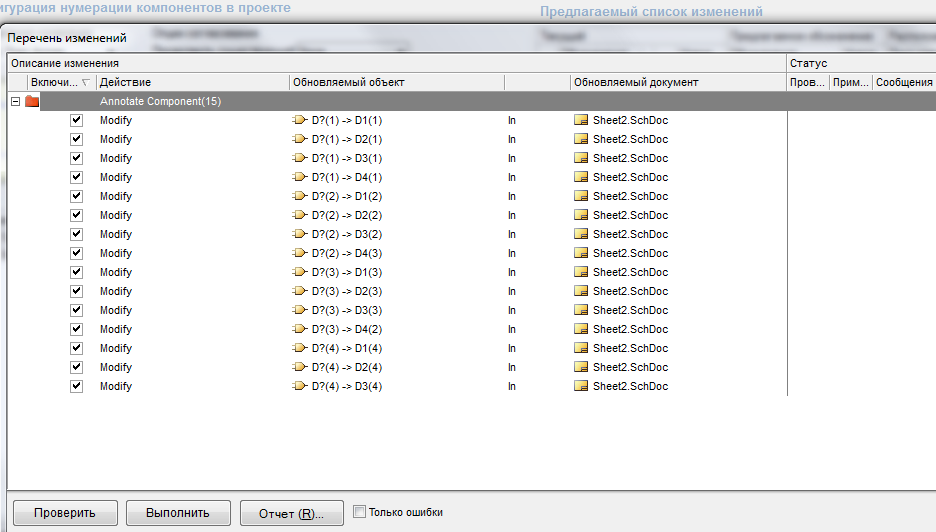 игурация нумерации компонентов в проекте
Предлагаемый список изменений
Перечень изменений
Описание изменения Статус
Включи... Действие Обновляемый объект Обновляемый документ Пров... Прим... Сообщения
Annotate Component(15)
Modify D?(1) -> D1(1) In Sheet2.SchDoc
Modify D?(1) -> D2(1) In Sheet2.SchDoc
Modify D?(1) -> D3(1) In Sheet2.SchDoc
Modify D?(1) -> D4(1) In Sheet2.SchDoc
Modify D?(2) -> D1(2) In Sheet2.SchDoc
Modify D?(2) -> D2(2) In Sheet2.SchDoc
Modify D?(2) -> D3(2) In Sheet2.SchDoc
Modify D?(2) -> D4(3) In Sheet2.SchDoc
Modify D?(3) -> D1(3) In Sheet2.SchDoc
Modify D?(3) -> D2(3) In Sheet2.SchDoc
Modify D?(3) -> D3(3) In Sheet2.SchDoc
Modify D?(3) -> D4(2) In Sheet2.SchDoc
Modify D?(4) -> D1(4) In Sheet2.SchDoc
Modify D?(4) -> D2(4) In Sheet2.SchDoc
Modify D?(4) -> D3(4) In Sheet2.SchDoc
Проверить Выполнить Отчет (R)... Только ошибки